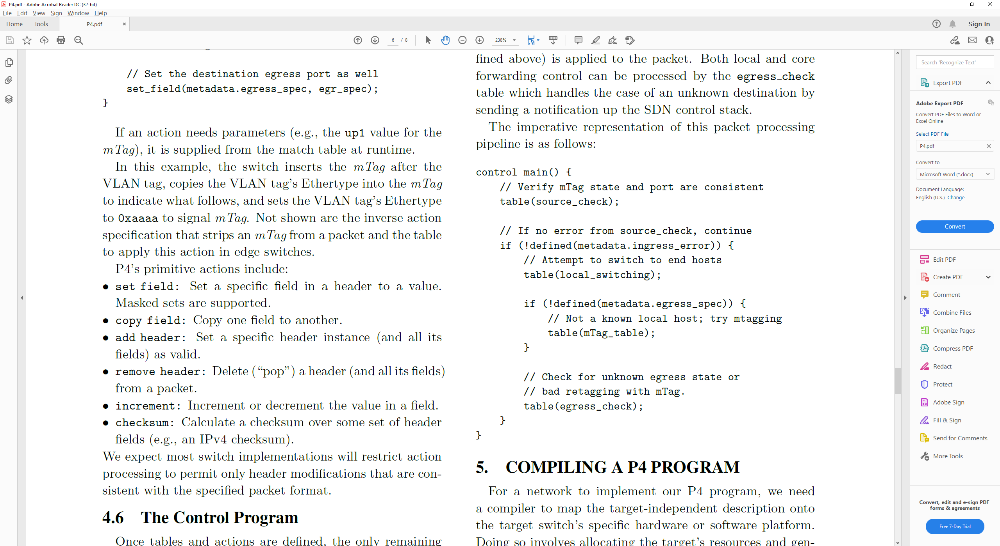 P4.pdf - Adobe Acrobat Reader DC (32-bit)
File Edit View Sign Window Help
Home Tools P4.pdf Sign In
6 / 8 238%
// Set the destination egress port as well
set_field(metadata.egress_spec, egr_spec);
}
If an action needs parameters (e.g., the up1 value for the
mTag), it is supplied from the match table at runtime.
In this example, the switch inserts the mTag after the
VLAN tag, copies the VLAN tag's Ethertype into the mTag
to indicate what follows, and sets the VLAN tag's Ethertype
to 0xaaaa to signal mTag. Not shown are the inverse action
specification that strips an mTag from a packet and the table
to apply this action in edge switches.
P4's primitive actions include:
• set_field: Set a specific field in a header to a value.
Masked sets are supported.
• copy_field: Copy one field to another.
• add_header: Set a specific header instance (and all its
fields) as valid.
• remove_header: Delete (“pop”) a header (and all its fields)
from a packet.
• increment: Increment or decrement the value in a field.
• checksum: Calculate a checksum over some set of header
fields (e.g., an IPv4 checksum).
We expect most switch implementations will restrict action
processing to permit only header modifications that are con-
sistent with the specified packet format.
4.6 The Control Program
Once tables and actions are defined, the only remaining
fined above) is applied to the packet. Both local and core
forwarding control can be processed by the egress_check
table which handles the case of an unknown destination by
sending a notification up the SDN control stack.
The imperative representation of this packet processing
pipeline is as follows:
control main() {
// Verify mTag state and port are consistent
table(source_check);
// If no error from source_check, continue
if (!defined(metadata.ingress_error)) {
// Attempt to switch to end hosts
table(local_switching);
if (!defined(metadata.egress_spec)) {
// Not a known local host; try mtagging
table(mTag_table);
}
// Check for unknown egress state or
// bad retagging with mTag.
table(egress_check);
}
}
5. COMPILING A P4 PROGRAM
For a network to implement our P4 program, we need
a compiler to map the target-independent description onto
the target switch's specific hardware or software platform.
Doing so involves allocating the target's resources and gen-
Search 'Recognize Text'
Export PDF
Adobe Export PDF
Convert PDF Files to Word or
Excel Online
Select PDF File
P4.pdf
Convert to
Microsoft Word (*.docx)
Document Language:
English (U.S.) Change
Convert
Edit PDF
Create PDF
Comment
Combine Files
Organize Pages
Compress PDF
Redact
Protect
Adobe Sign
Fill & Sign
Send for Comments
More Tools
Convert, edit and e-sign PDF
forms & agreements
Free 7-Day Trial